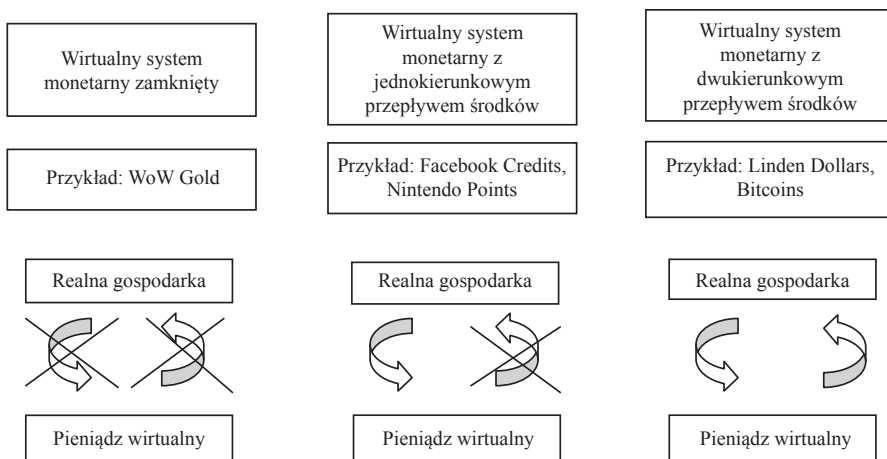 Wirtualny system
monetarny zamknięty
Wirtualny system
monetarny z
jednokierunkowym
przepływem środków
Wirtualny system
monetarny z
dwukierunkowym
przepływem środków
Przykład: WoW Gold
Przykład: Facebook Credits,
Nintendo Points
Przykład: Linden Dollars,
Bitcoins
Realna gospodarka
Realna gospodarka
Realna gospodarka
Pieniądz wirtualny
Pieniądz wirtualny
Pieniądz wirtualny